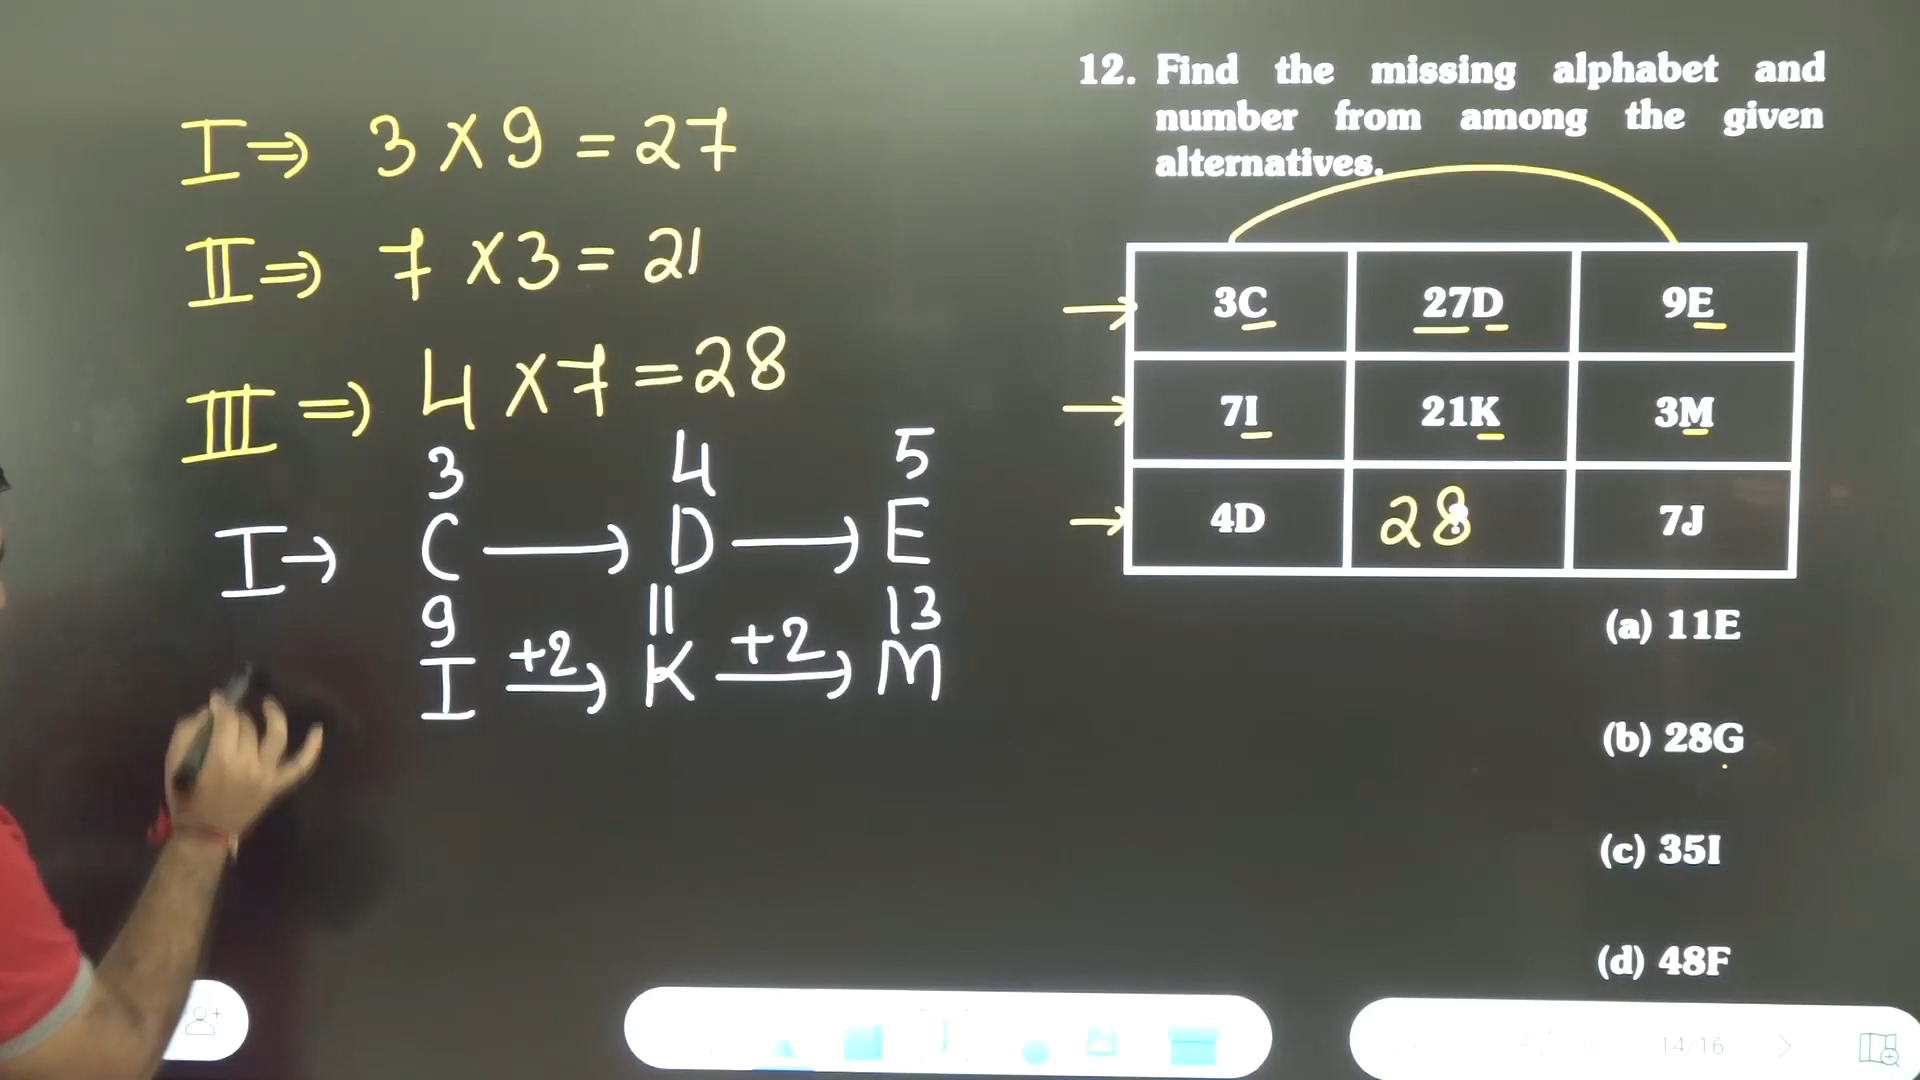 I ⇒ 3 × 9 = 27
II ⇒ 7 × 3 = 21
III ⇒ 4 × 7 = 28
3 4 5
I → C → D → E
9 11 13
I +2→ K +2→ M
12. Find the missing alphabet and
number from among the given
alternatives.
3C 27D 9E
7I 21K 3M
4D 28 7J
(a) 11E
(b) 28G
(c) 35I
(d) 48F
14/16